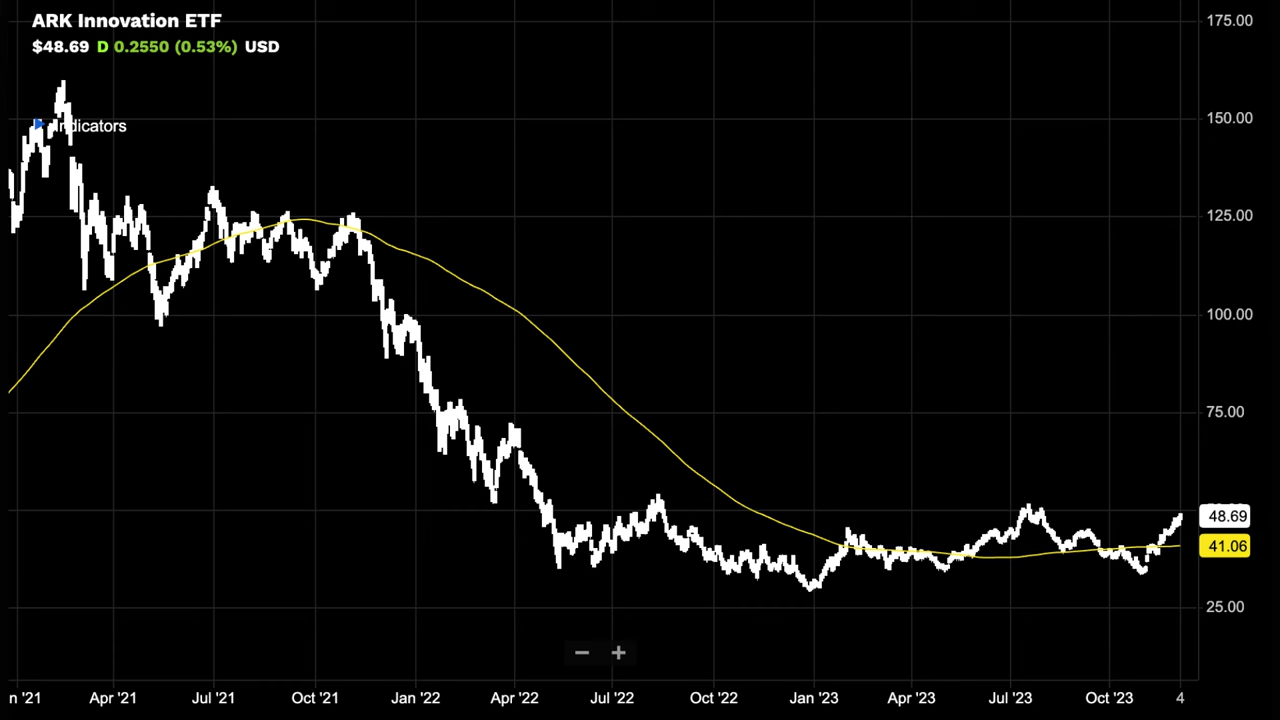 ARK Innovation ETF
$48.69 D 0.2550 (0.53%) USD
Indicators
175.00
150.00
125.00
100.00
75.00
48.69
41.06
25.00
n '21 Apr '21 Jul '21 Oct '21 Jan '22 Apr '22 Jul '22 Oct '22 Jan '23 Apr '23 Jul '23 Oct '23 4